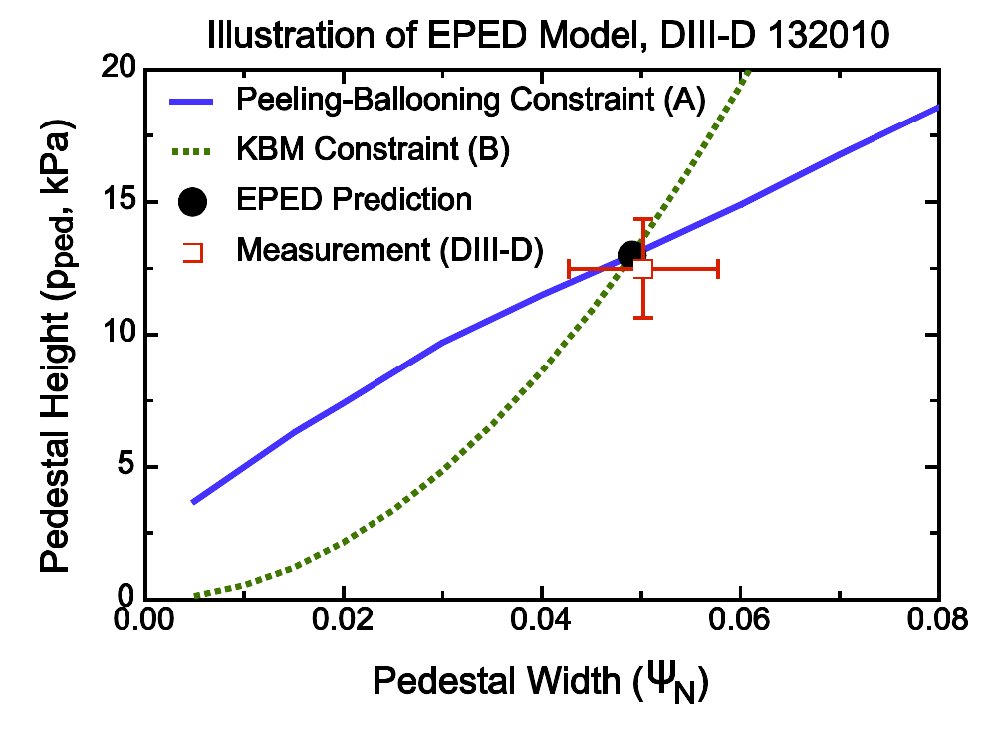 Illustration of EPED Model, DIII-D 132010
Peeling-Ballooning Constraint (A)
KBM Constraint (B)
EPED Prediction
Measurement (DIII-D)
Pedestal Height (pped, kPa)
20
15
10
5
0
0.00
0.02
0.04
0.06
0.08
Pedestal Width (ΨN)